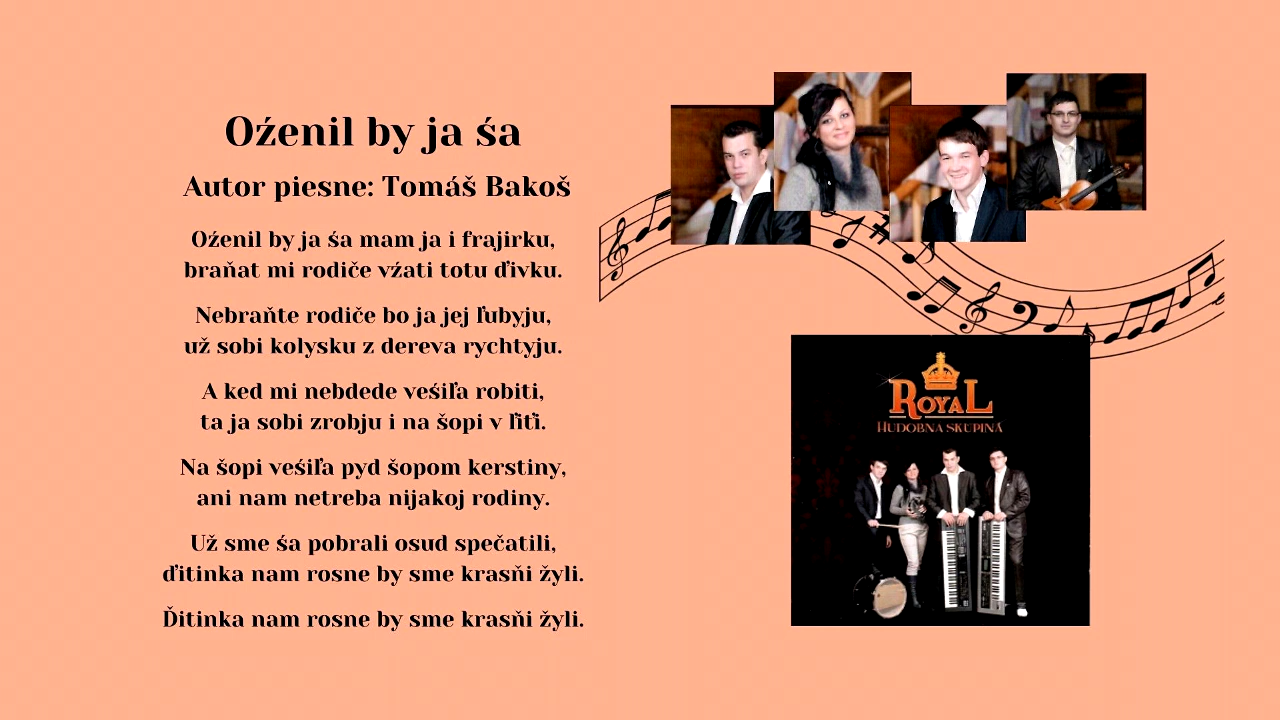 Oźenil by ja śa
Autor piesne: Tomáš Bakoš
Oźenil by ja śa mam ja i frajirku,
braňat mi rodiče vźati totu ďivku.
Nebraňte rodiče bo ja jej ľubyju,
už sobi kolysku z dereva rychtyju.
A ked mi nebdede veśiľa robiti,
ta ja sobi zrobju i na šopi v ľiťi.
Na šopi veśiľa pyd šopom kerstiny,
ani nam netreba nijakoj rodiny.
Už sme śa pobrali osud spečatili,
ďitinka nam rosne by sme krasňi žyli.
Ďitinka nam rosne by sme krasňi žyli.
ROYAL
HUDOBNA SKUPINA